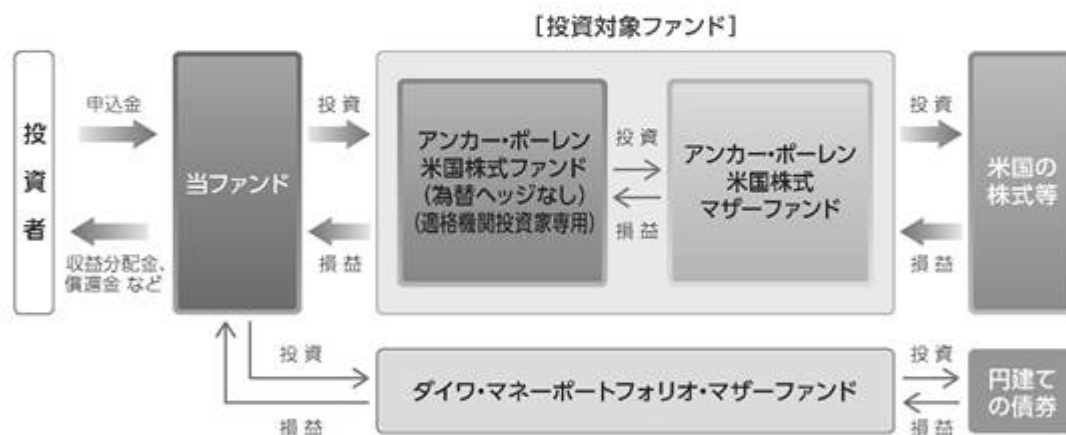 [投資対象ファンド]
投資者
申込金
収益分配金、
償還金 など
当ファンド
投 資
損 益
アンカー・ポーレン
米国株式ファンド
(為替ヘッジなし)
(適格機関投資家専用)
投 資
損 益
アンカー・ポーレン
米国株式
マザーファンド
投 資
損 益
米国の
株式等
投 資
損 益
ダイワ・マネーポートフォリオ・マザーファンド
投 資
損 益
円建て
の債券